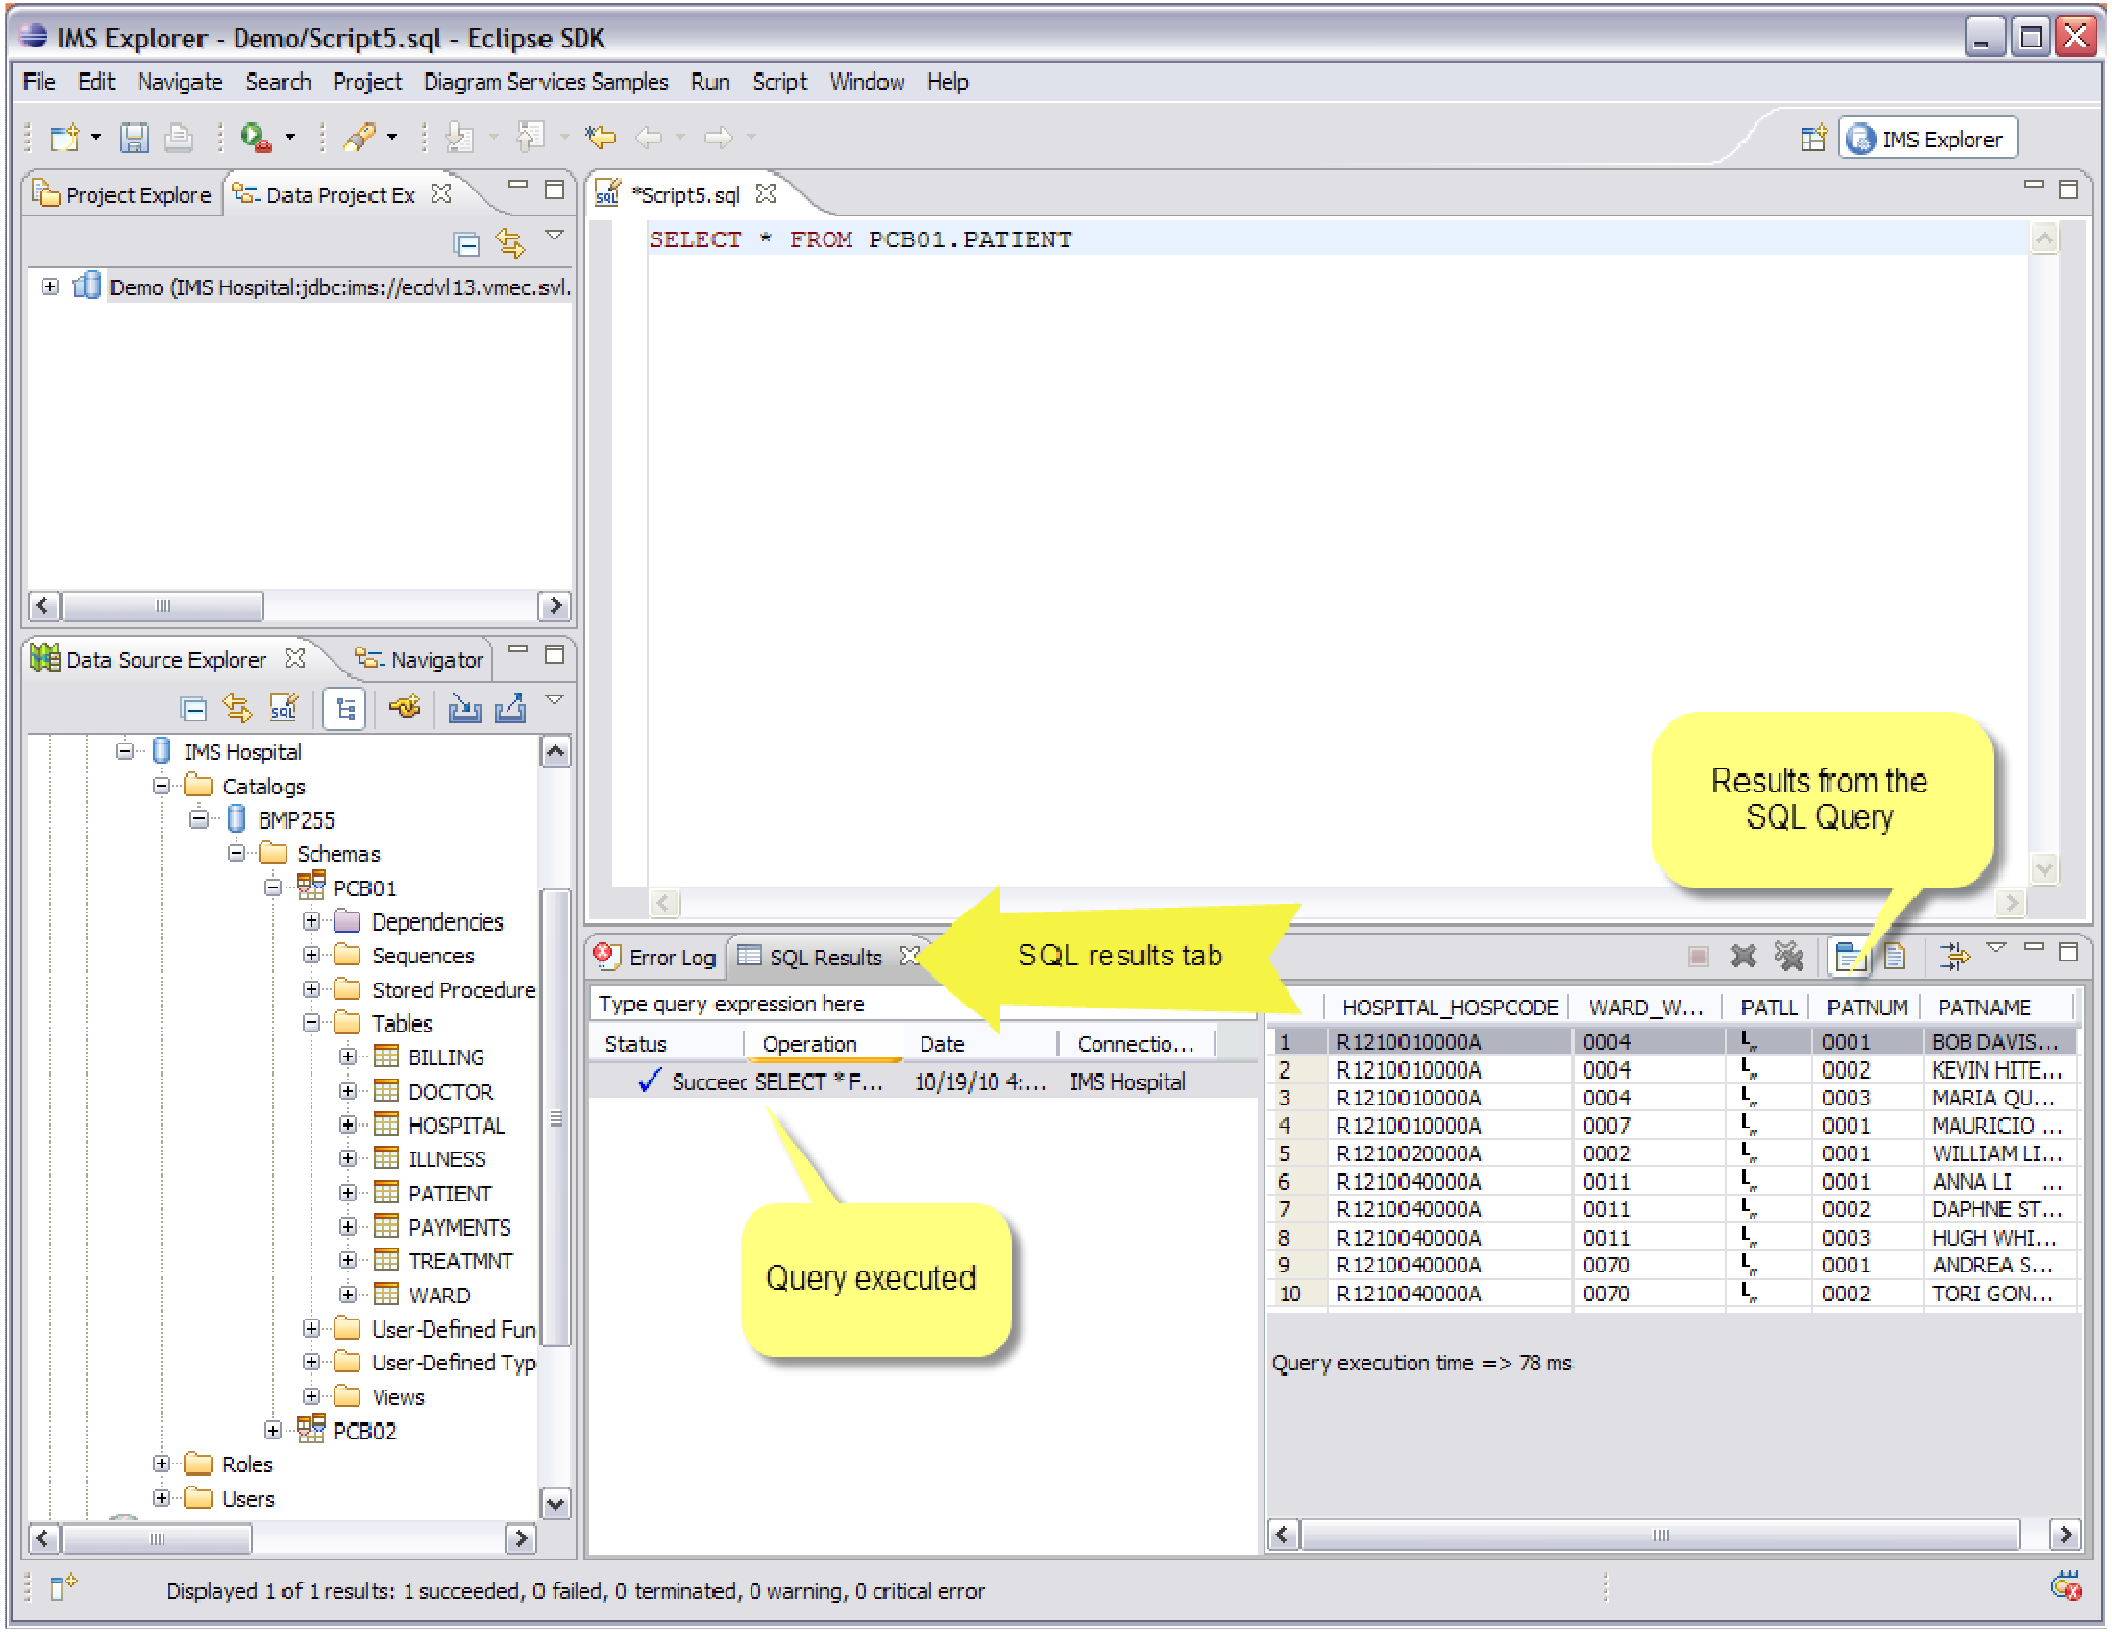 IMS Explorer - Demo/Script5.sql - Eclipse SDK
File Edit Navigate Search Project Diagram Services Samples Run Script Window Help
IMS Explorer
Project Explore Data Project Ex
Demo (IMS Hospital:jdbc:ims://ecdvl13.vmec.svl.
SQL *Script5.sql
SELECT * FROM PCB01.PATIENT
Data Source Explorer Navigator
SQL
IMS Hospital
Catalogs
BMP255
Schemas
PCB01
Dependencies
Sequences
Stored Procedure
Tables
BILLING
DOCTOR
HOSPITAL
ILLNESS
PATIENT
PAYMENTS
TREATMNT
WARD
User-Defined Fun
User-Defined Typ
Views
PCB02
Roles
Users
Results from the
SQL Query
Error Log SQL Results
SQL results tab
Type query expression here
Status Operation Date Connectio...
Succeec SELECT * F... 10/19/10 4:... IMS Hospital
Query executed
HOSPITAL_HOSPCODE WARD_W... PATLL PATNUM PATNAME
1 R1210010000A 0004 0001 BOB DAVIS...
2 R1210010000A 0004 0002 KEVIN HITE...
3 R1210010000A 0004 0003 MARIA QU...
4 R1210010000A 0007 0001 MAURICIO ...
5 R1210020000A 0002 0001 WILLIAM LI...
6 R1210040000A 0011 0001 ANNA LI ...
7 R1210040000A 0011 0002 DAPHNE ST...
8 R1210040000A 0011 0003 HUGH WHI...
9 R1210040000A 0070 0001 ANDREA S...
10 R1210040000A 0070 0002 TORI GON...
Query execution time => 78 ms
Displayed 1 of 1 results: 1 succeeded, 0 failed, 0 terminated, 0 warning, 0 critical error